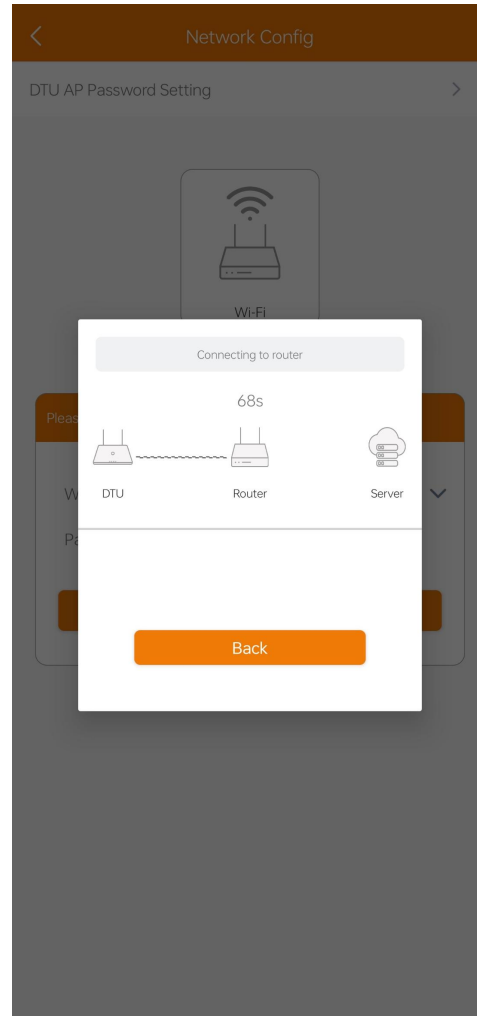 Network Config
DTU AP Password Setting
Wi-Fi
Connecting to router
68s
DTU Router Server
Back